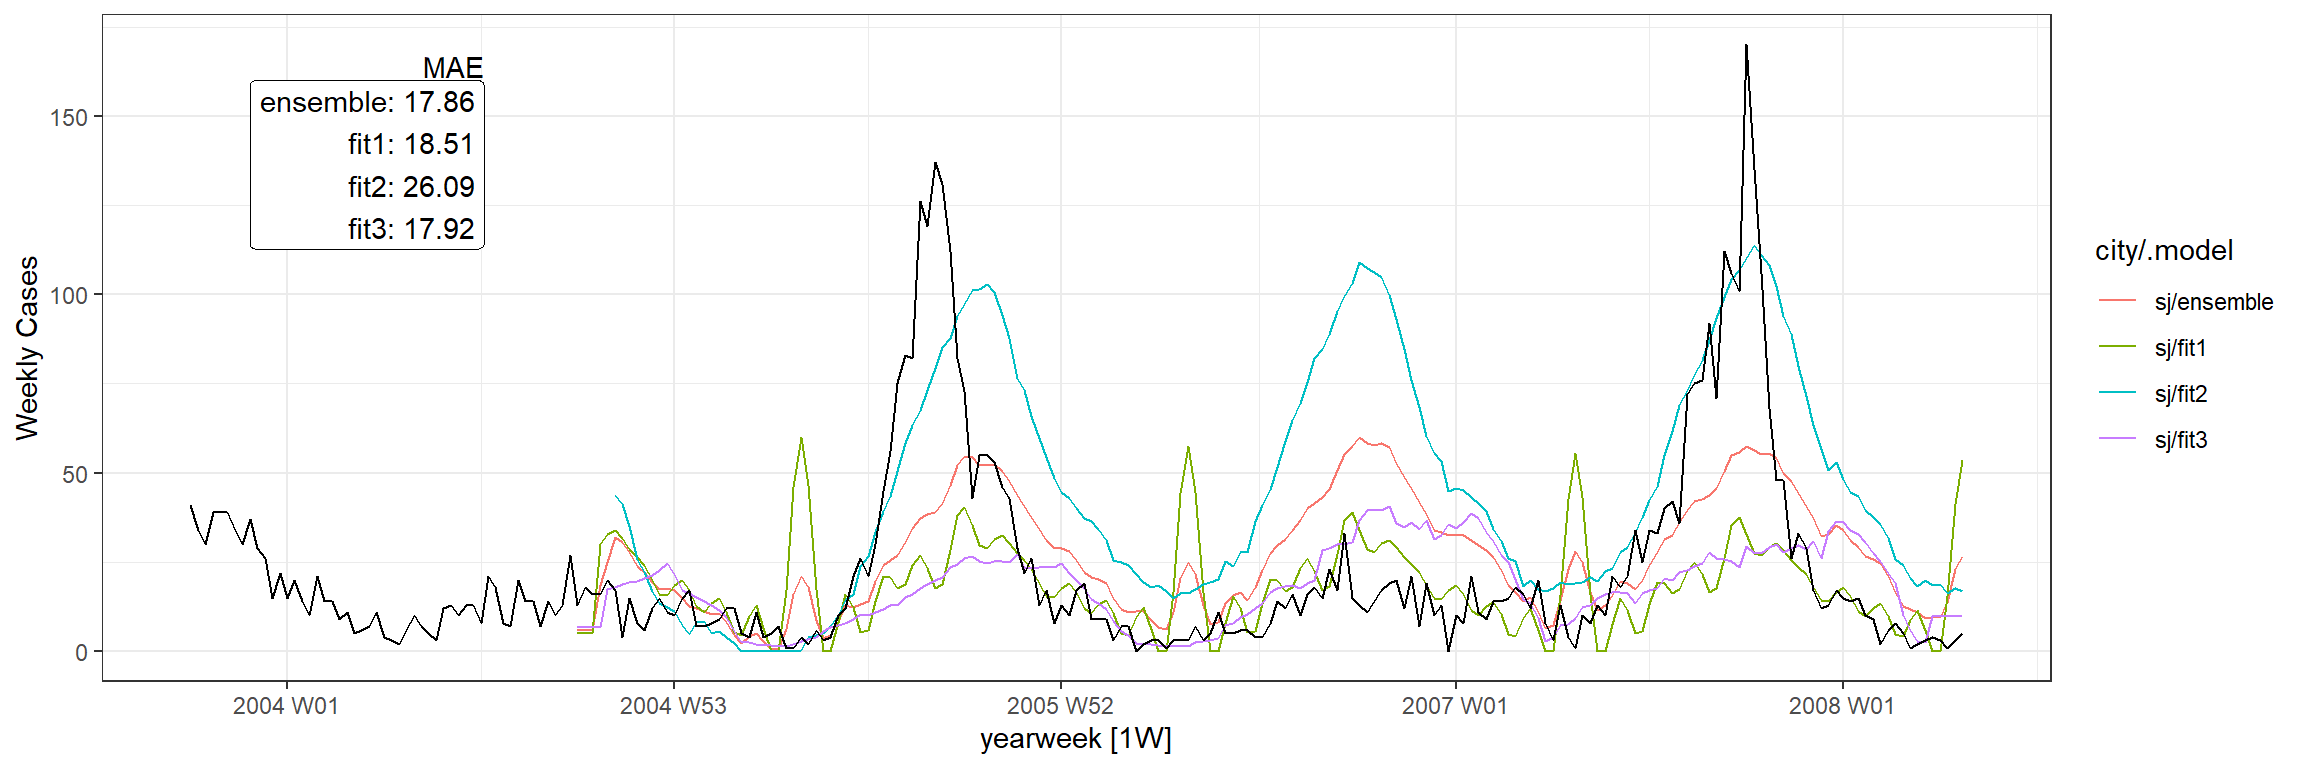 MAE
ensemble: 17.86
fit1: 18.51
fit2: 26.09
fit3: 17.92
Weekly Cases
150
100
50
0
2004 W01
2004 W53
2005 W52
2007 W01
2008 W01
yearweek [1W]
city/.model
sj/ensemble
sj/fit1
sj/fit2
sj/fit3